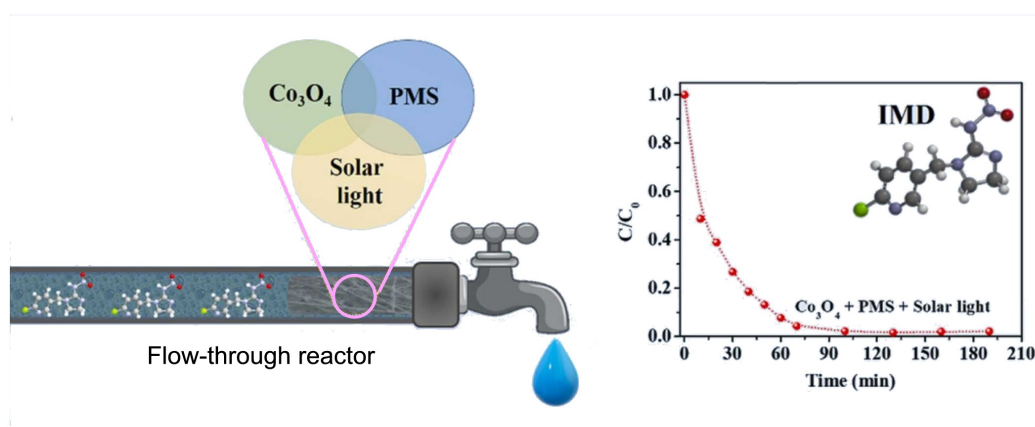 Co₃O₄
PMS
Solar
light
Flow-through reactor
C/C₀
1.0
0.8
0.6
0.4
0.2
0.0
IMD
Co₃O₄ + PMS + Solar light
0 30 60 90 120 150 180 210
Time (min)